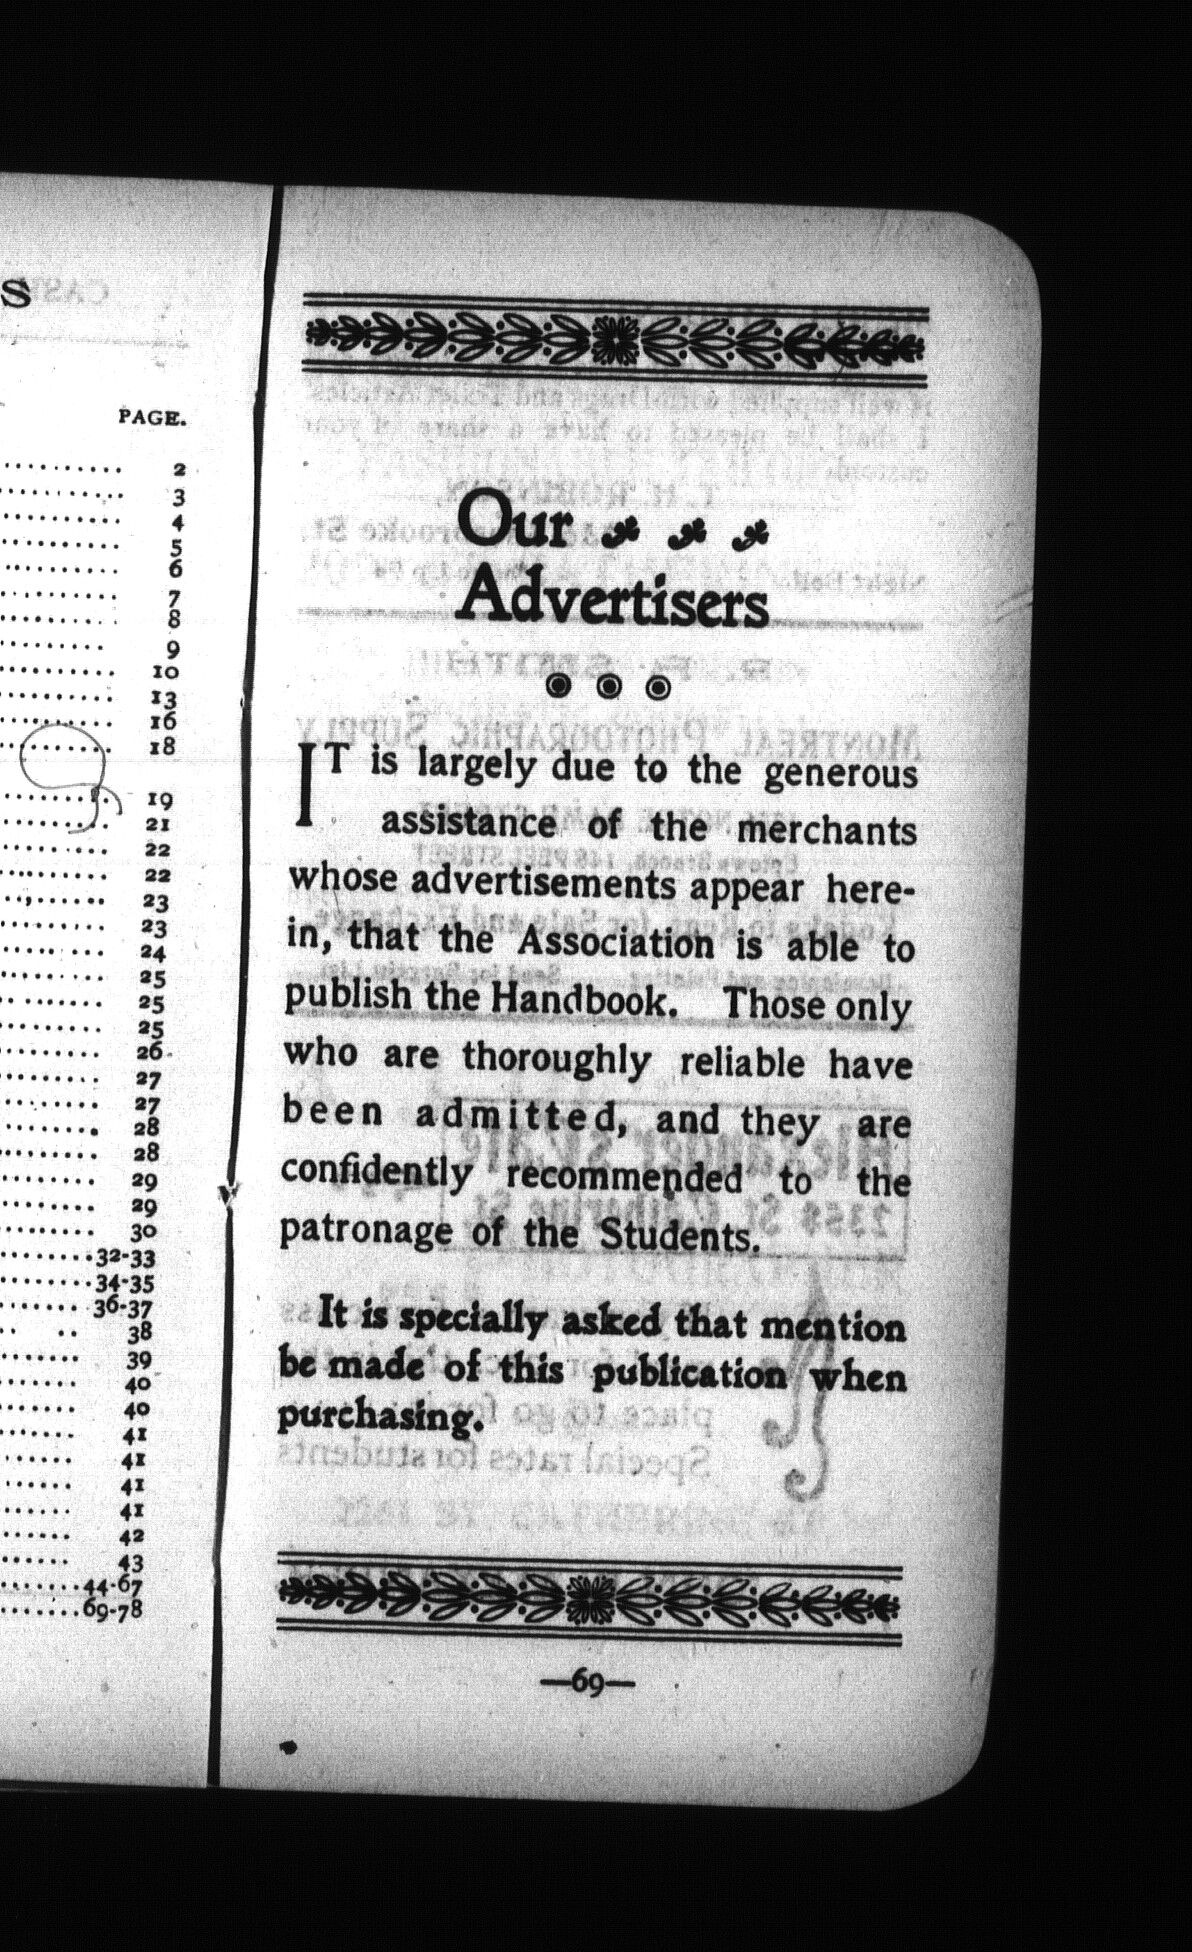 S
PAGE.
2
3
4
5
6
7
8
9
10
13
16
18
19
21
22
22
23
23
24
25
25
25
26
27
27
28
28
29
29
30
32-33
34-35
36-37
38
39
40
40
41
41
41
41
42
43
44-67
69-78
Our
Advertisers
IT is largely due to the generous
assistance of the merchants
whose advertisements appear here-
in, that the Association is able to
publish the Handbook. Those only
who are thoroughly reliable have
been admitted, and they are
confidently recommended to the
patronage of the Students.
It is specially asked that mention
be made of this publication when
purchasing.
—69—